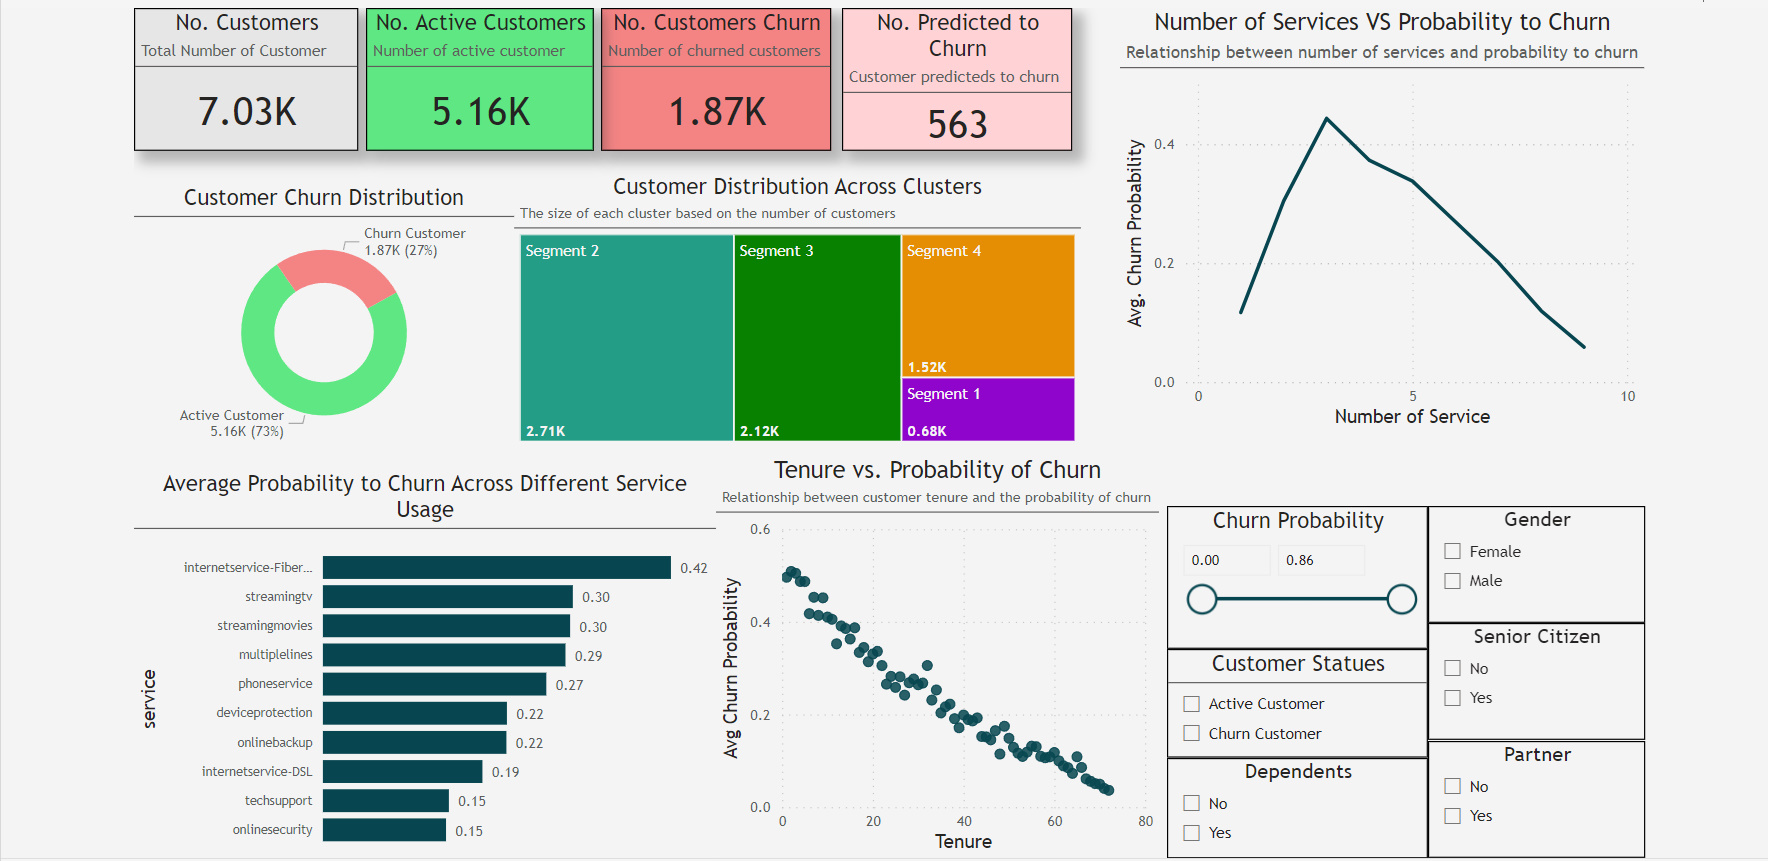 No. Customers
Total Number of Customer
7.03K
No. Active Customers
Number of active customer
5.16K
No. Customers Churn
Number of churned customers
1.87K
No. Predicted to
Churn
Customer predicteds to churn
563
Number of Services VS Probability to Churn
Relationship between number of services and probability to churn
Avg. Churn Probability
0.4
0.2
0.0
0
5
10
Number of Service
Customer Churn Distribution
Churn Customer
1.87K (27%)
Active Customer
5.16K (73%)
Customer Distribution Across Clusters
The size of each cluster based on the number of customers
Segment 2
2.71K
Segment 3
2.12K
Segment 4
1.52K
Segment 1
0.68K
Average Probability to Churn Across Different Service
Usage
service
internetservice-Fiber... 0.42
streamingtv 0.30
streamingmovies 0.30
multiplelines 0.29
phoneservice 0.27
deviceprotection 0.22
onlinebackup 0.22
internetservice-DSL 0.19
techsupport 0.15
onlinesecurity 0.15
Tenure vs. Probability of Churn
Relationship between customer tenure and the probability of churn
Avg Churn Probability
0.6
0.4
0.2
0.0
0
20
40
60
80
Tenure
Churn Probability
0.00
0.86
Customer Statues
Active Customer
Churn Customer
Dependents
No
Yes
Gender
Female
Male
Senior Citizen
No
Yes
Partner
No
Yes